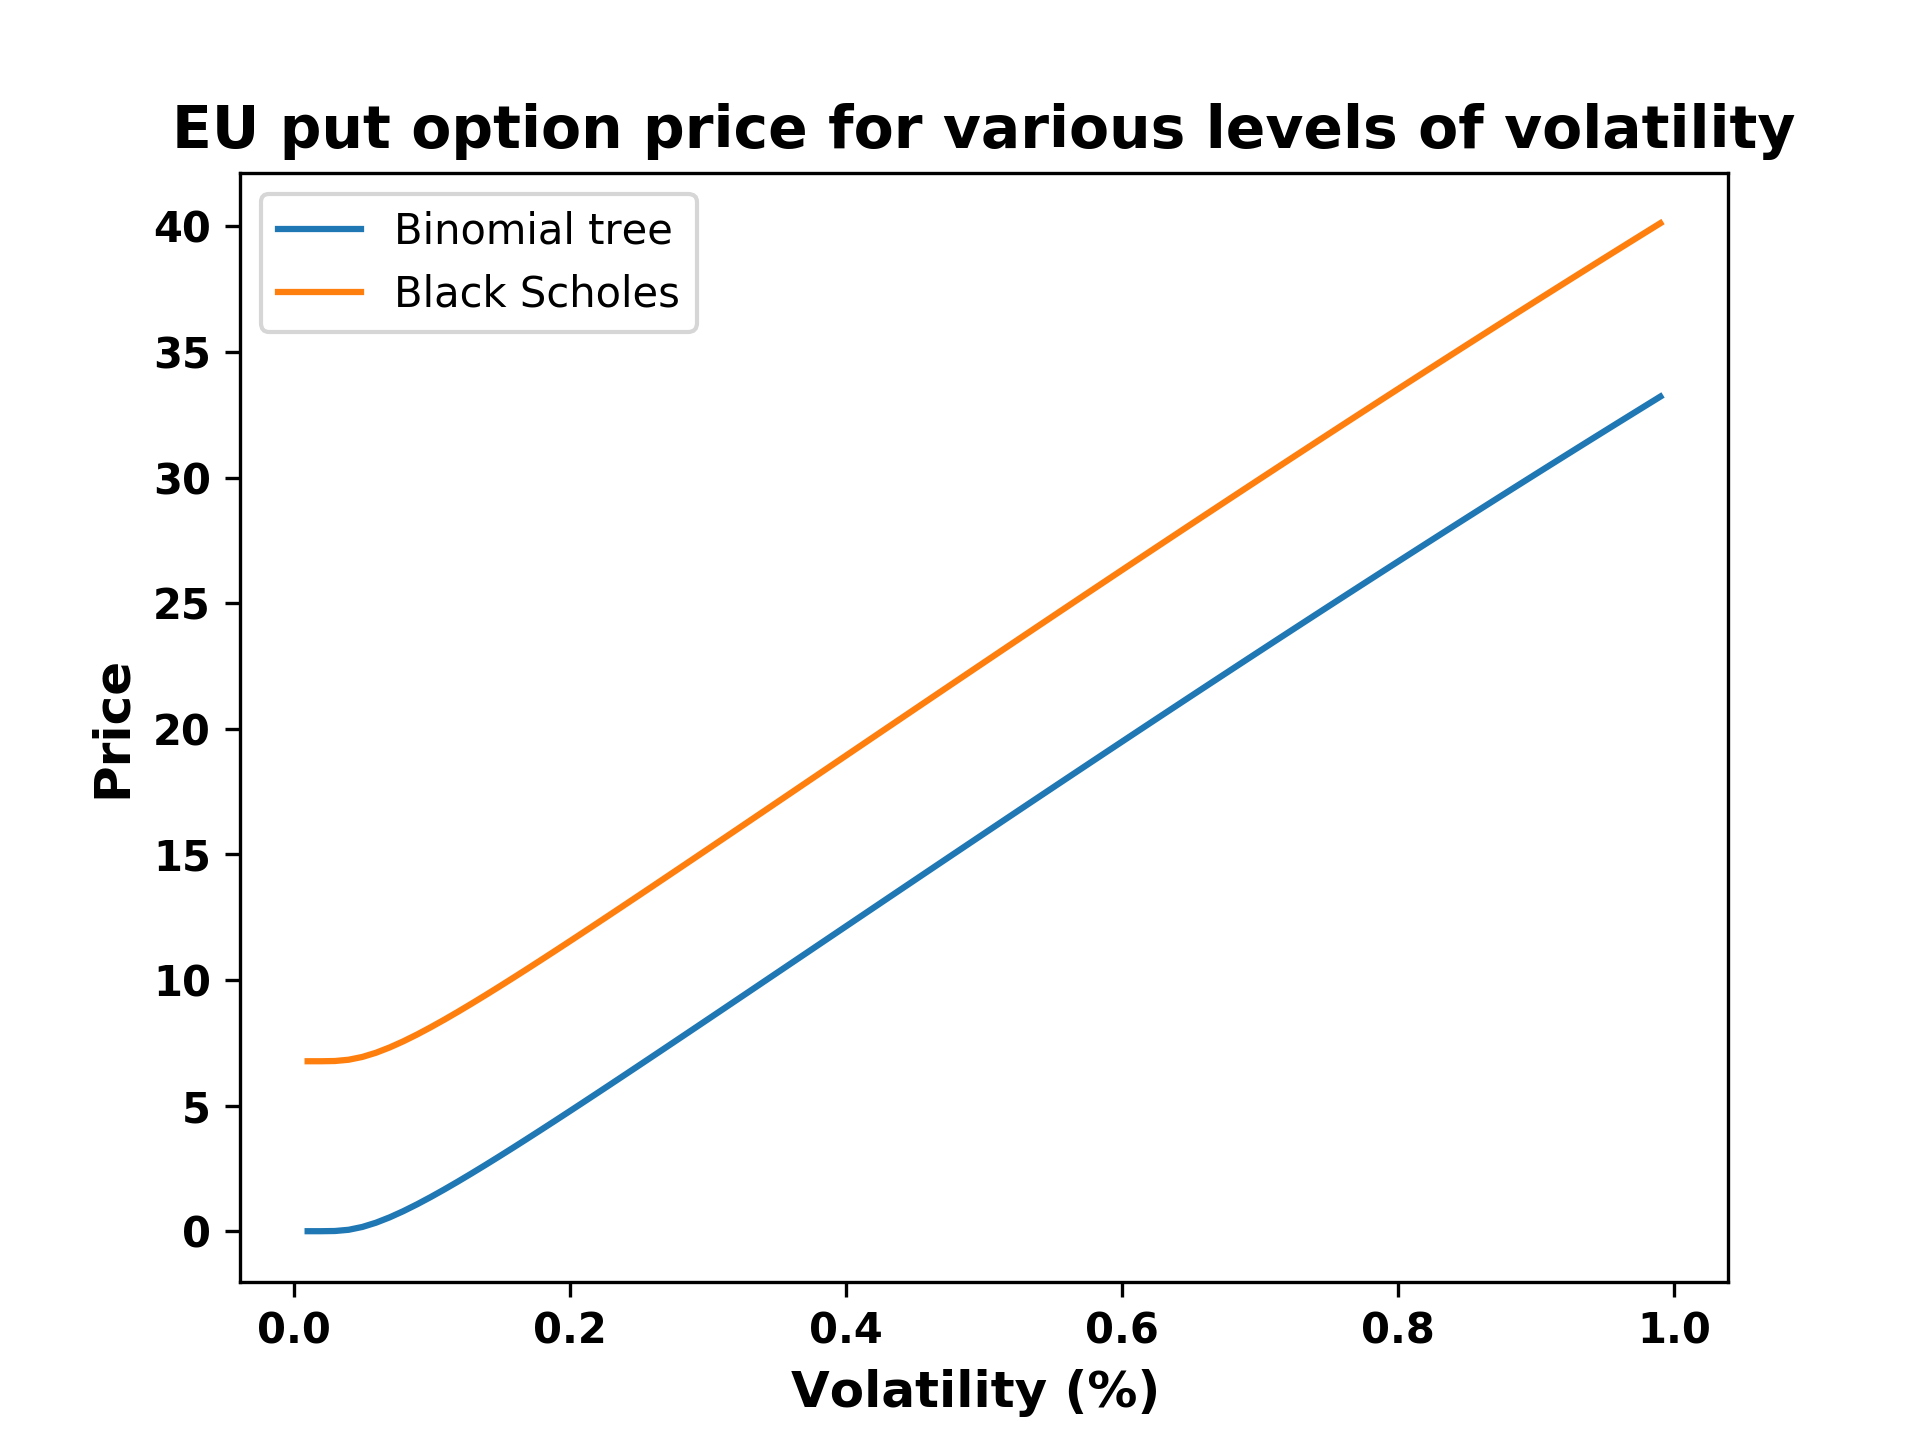 EU put option price for various levels of volatility
Binomial tree
Black Scholes
40
35
30
25
20
15
10
5
0
Price
0.0 0.2 0.4 0.6 0.8 1.0
Volatility (%)